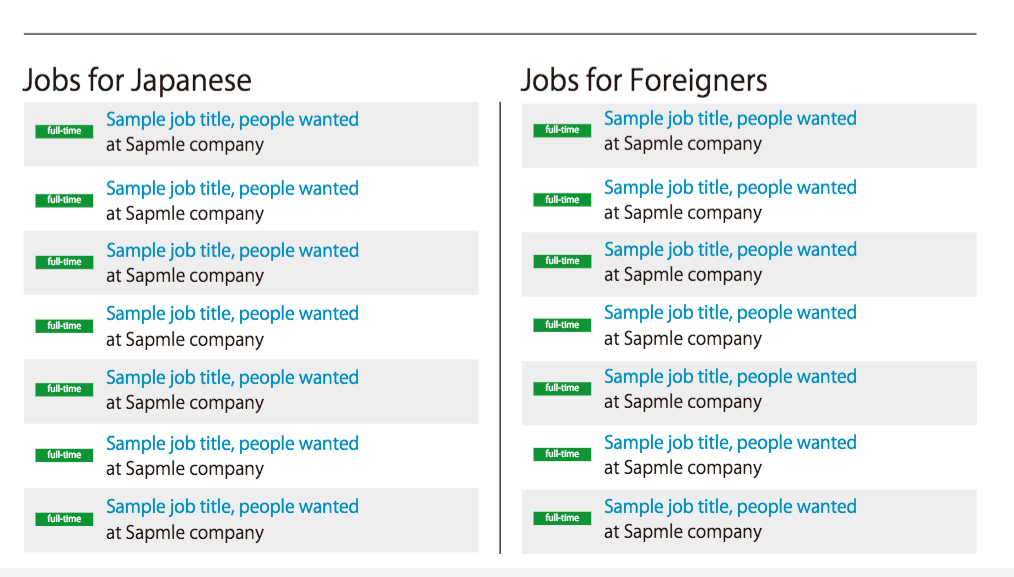 Jobs for Japanese
full-time
Sample job title, people wanted
at Sapmle company
full-time
Sample job title, people wanted
at Sapmle company
full-time
Sample job title, people wanted
at Sapmle company
full-time
Sample job title, people wanted
at Sapmle company
full-time
Sample job title, people wanted
at Sapmle company
full-time
Sample job title, people wanted
at Sapmle company
full-time
Sample job title, people wanted
at Sapmle company
Jobs for Foreigners
full-time
Sample job title, people wanted
at Sapmle company
full-time
Sample job title, people wanted
at Sapmle company
full-time
Sample job title, people wanted
at Sapmle company
full-time
Sample job title, people wanted
at Sapmle company
full-time
Sample job title, people wanted
at Sapmle company
full-time
Sample job title, people wanted
at Sapmle company
full-time
Sample job title, people wanted
at Sapmle company